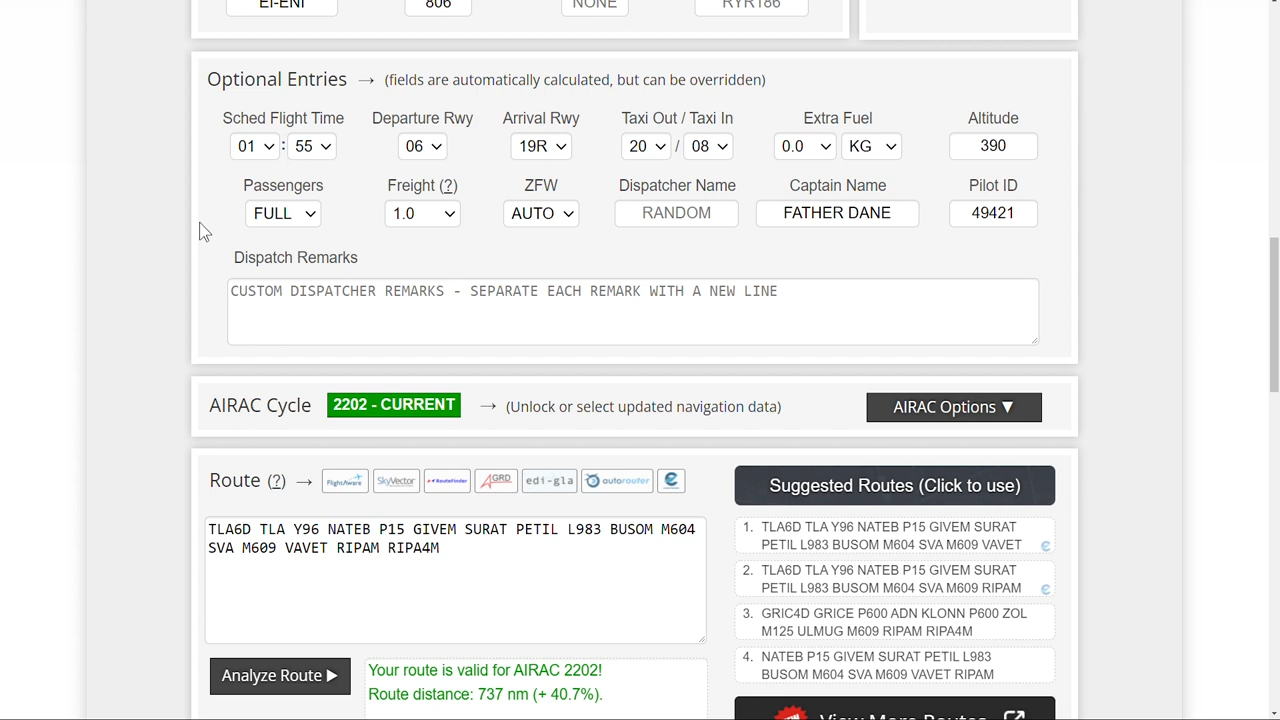 EI-ENI 806 NONE RYR186
Optional Entries → (fields are automatically calculated, but can be overridden)
Sched Flight Time Departure Rwy Arrival Rwy Taxi Out / Taxi In Extra Fuel Altitude
01 : 55 06 19R 20 / 08 0.0 KG 390
Passengers Freight (?) ZFW Dispatcher Name Captain Name Pilot ID
FULL 1.0 AUTO RANDOM FATHER DANE 49421
Dispatch Remarks
CUSTOM DISPATCHER REMARKS - SEPARATE EACH REMARK WITH A NEW LINE
AIRAC Cycle 2202 - CURRENT → (Unlock or select updated navigation data) AIRAC Options ▼
Route (?) → FlightAware SkyVector RouteFinder AGRD edi-gla autorouter
TLA6D TLA Y96 NATEB P15 GIVEM SURAT PETIL L983 BUSOM M604
SVA M609 VAVET RIPAM RIPA4M
Analyze Route ▶
Your route is valid for AIRAC 2202!
Route distance: 737 nm (+ 40.7%).
Suggested Routes (Click to use)
1. TLA6D TLA Y96 NATEB P15 GIVEM SURAT
PETIL L983 BUSOM M604 SVA M609 VAVET
2. TLA6D TLA Y96 NATEB P15 GIVEM SURAT
PETIL L983 BUSOM M604 SVA M609 RIPAM
3. GRIC4D GRICE P600 ADN KLONN P600 ZOL
M125 ULMUG M609 RIPAM RIPA4M
4. NATEB P15 GIVEM SURAT PETIL L983
BUSOM M604 SVA M609 VAVET RIPAM
View More Routes